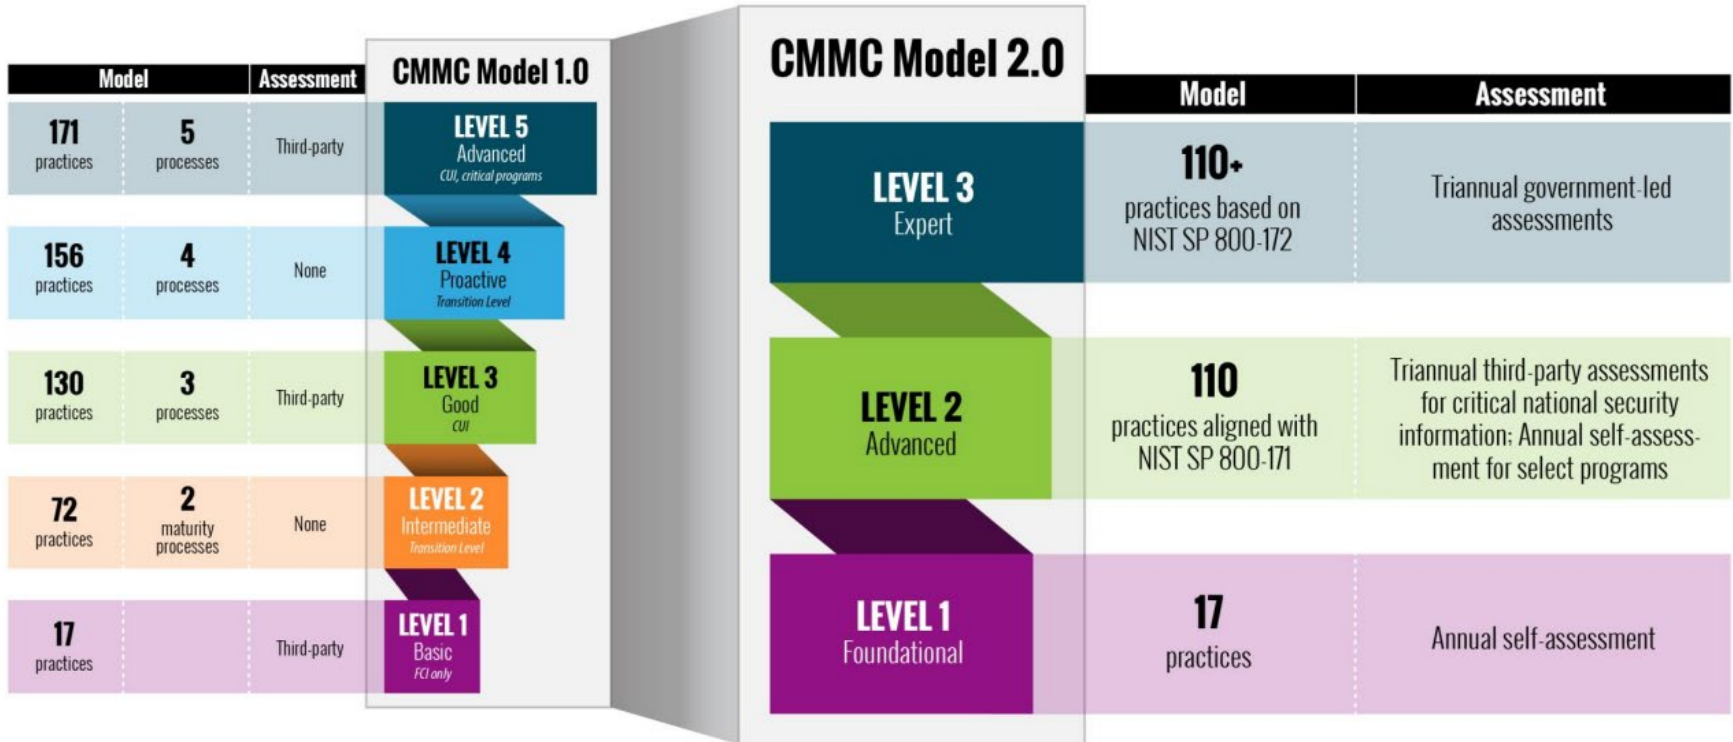 Model Assessment
CMMC Model 1.0
171
practices
5
processes
Third-party
LEVEL 5
Advanced
CUI, critical programs
156
practices
4
processes
None
LEVEL 4
Proactive
Transition Level
130
practices
3
processes
Third-party
LEVEL 3
Good
CUI
72
practices
2
maturity
processes
None
LEVEL 2
Intermediate
Transition Level
17
practices
Third-party
LEVEL 1
Basic
FCI only
CMMC Model 2.0
Model Assessment
LEVEL 3
Expert
110+
practices based on
NIST SP 800-172
Triannual government-led
assessments
LEVEL 2
Advanced
110
practices aligned with
NIST SP 800-171
Triannual third-party assessments
for critical national security
information; Annual self-assess-
ment for select programs
LEVEL 1
Foundational
17
practices
Annual self-assessment